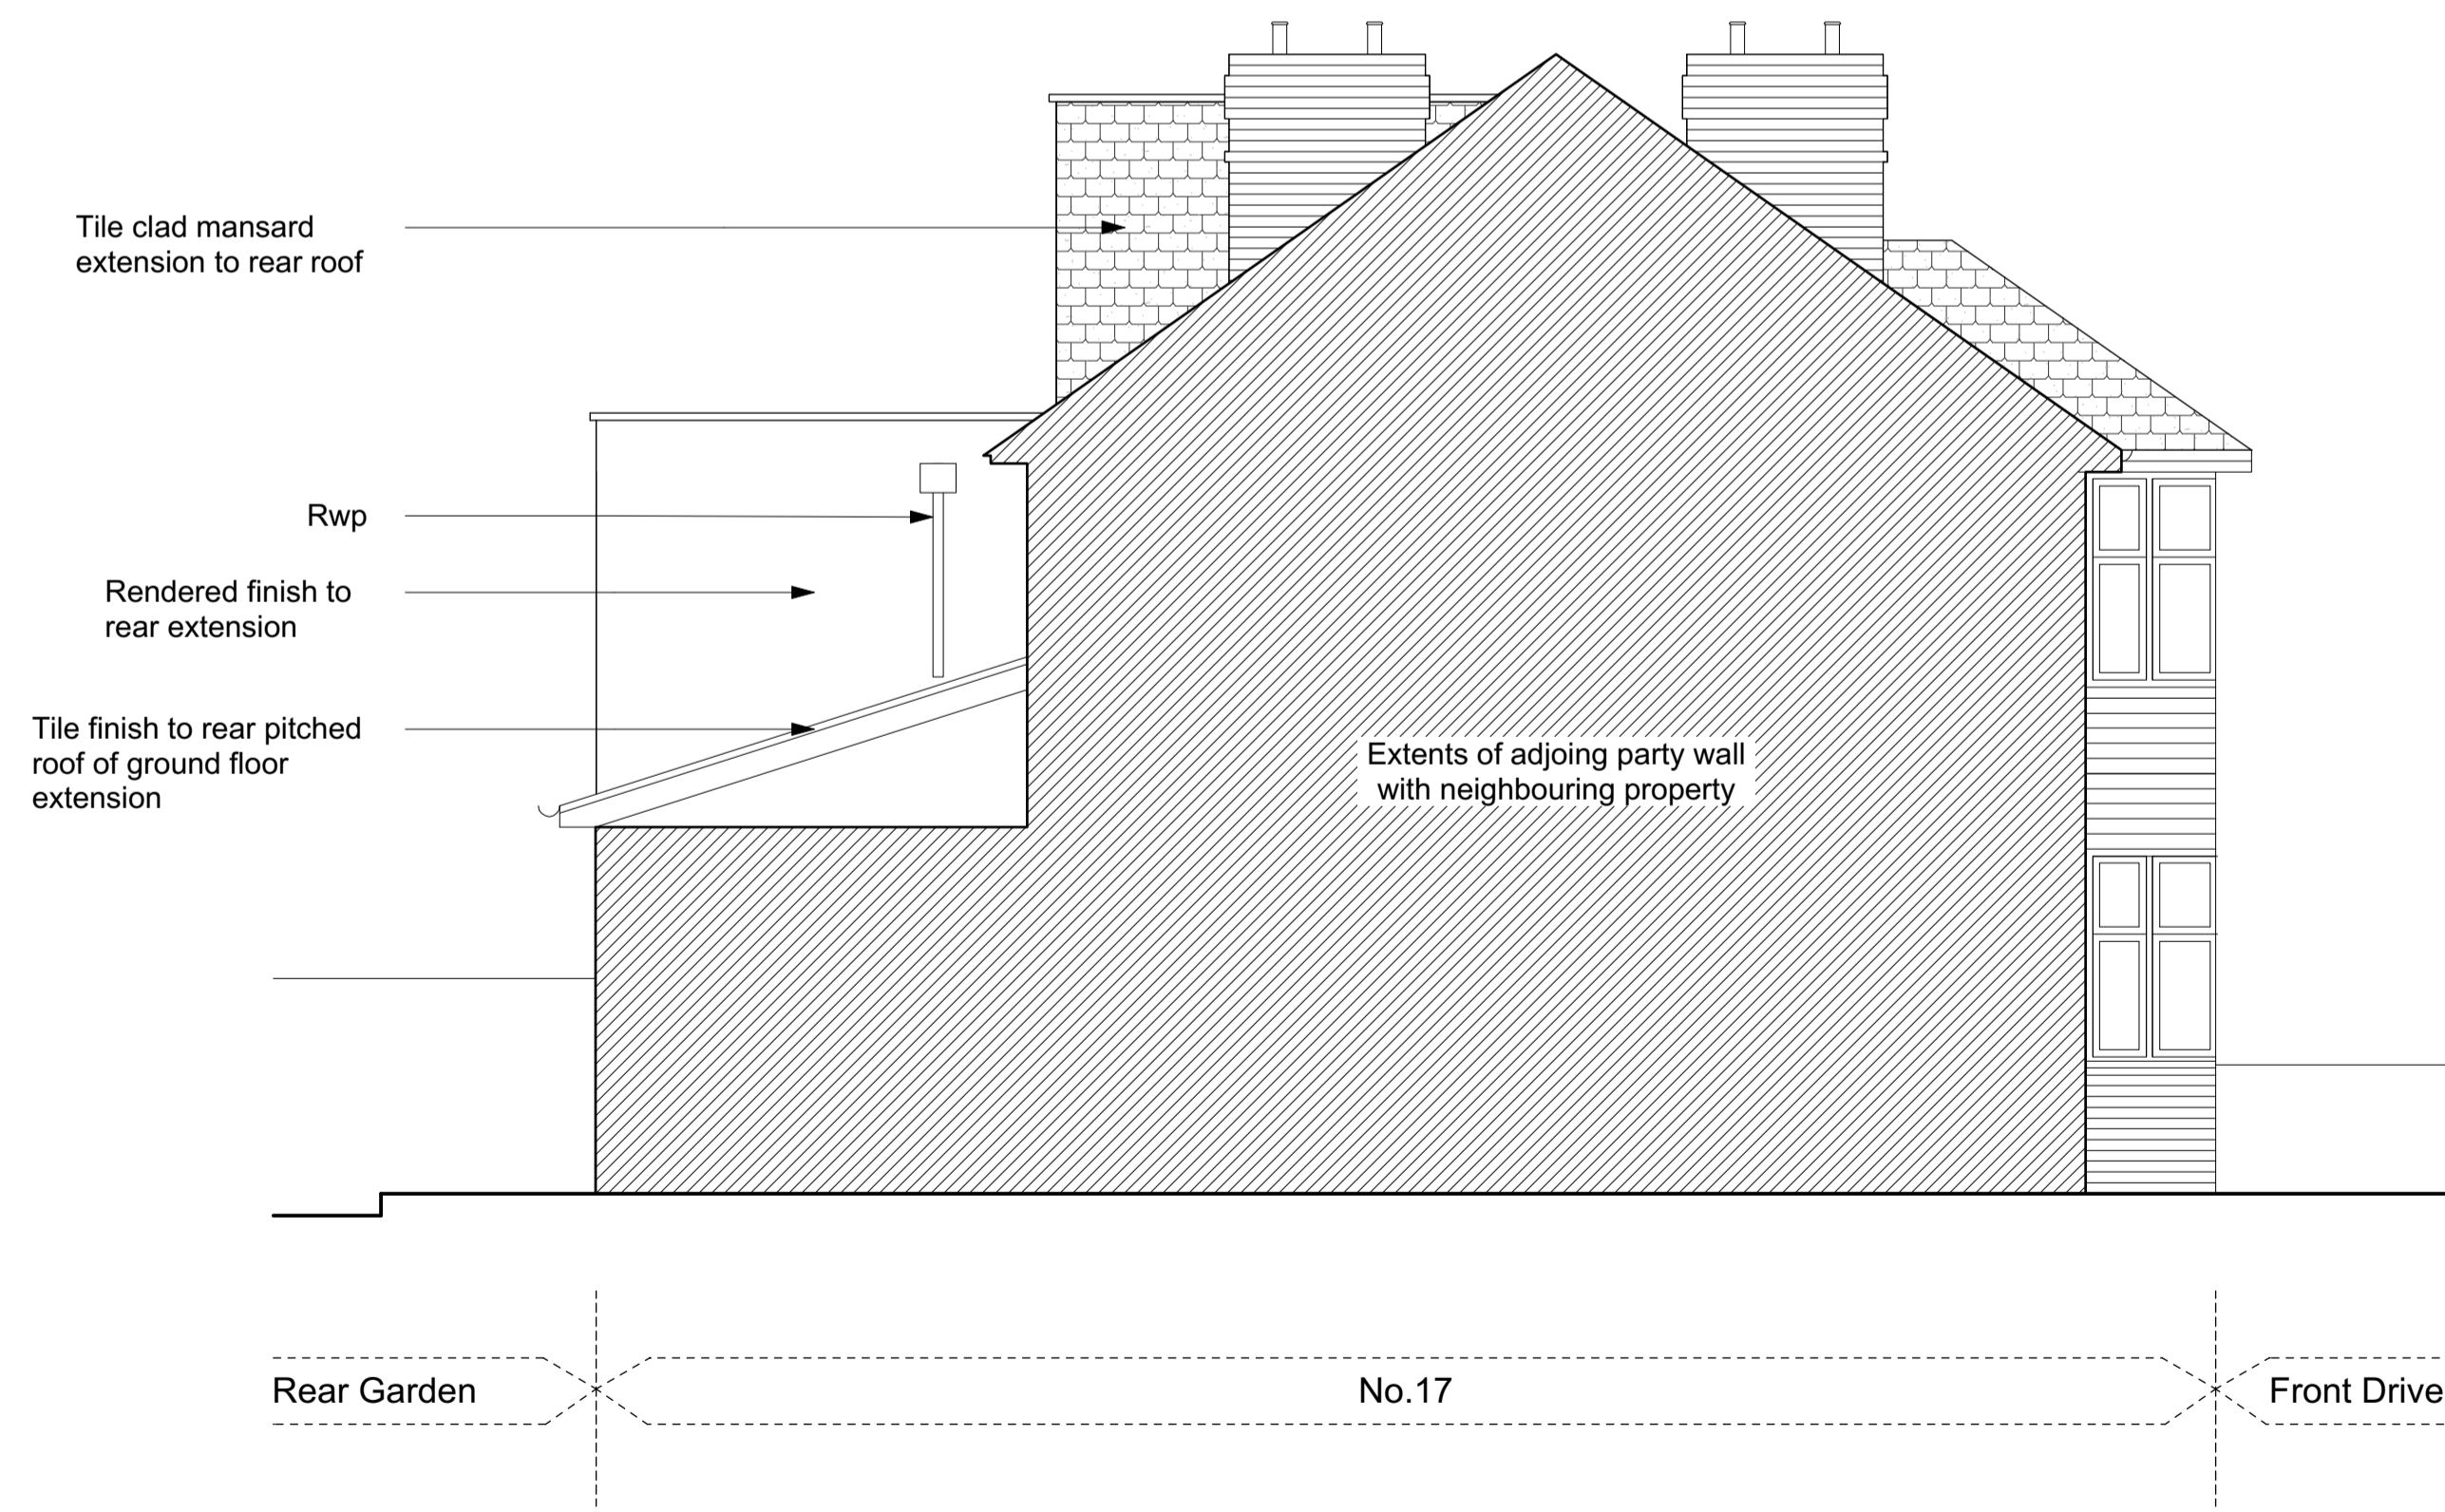 Tile clad mansard
extension to rear roof
Rwp
Rendered finish to
rear extension
Tile finish to rear pitched
roof of ground floor
extension
Extents of adjoing party wall
with neighbouring property
Rear Garden
No.17
Front Drive